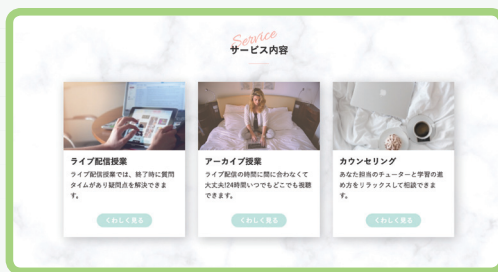 Service
サービス内容
ライブ配信授業
ライブ配信授業では、終了時に質問
タイムがあり疑問点を解決できま
す。
くわしく見る
アーカイブ授業
ライブ配信の時間に間に合わなくて
大丈夫!24時間いつでもどこでも視聴
できます。
くわしく見る
カウンセリング
あなた担当のチューターと学習の進
め方をリラックスして相談できま
す。
くわしく見る